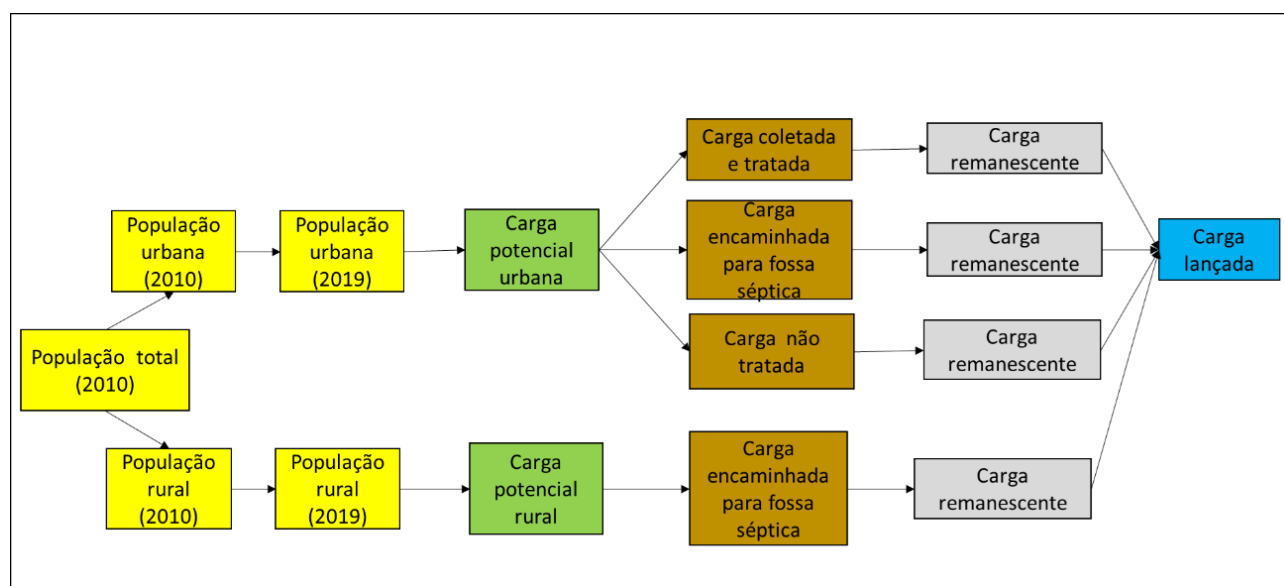 Carga coletada
e tratada
Carga
remanescente
População
urbana
(2010)
População
urbana
(2019)
Carga
potencial
urbana
Carga
encaminhada
para fossa
séptica
Carga
remanescente
Carga
lançada
População total
(2010)
Carga não
tratada
Carga
remanescente
População
rural
(2010)
População
rural
(2019)
Carga
potencial
rural
Carga
encaminhada
para fossa
séptica
Carga
remanescente